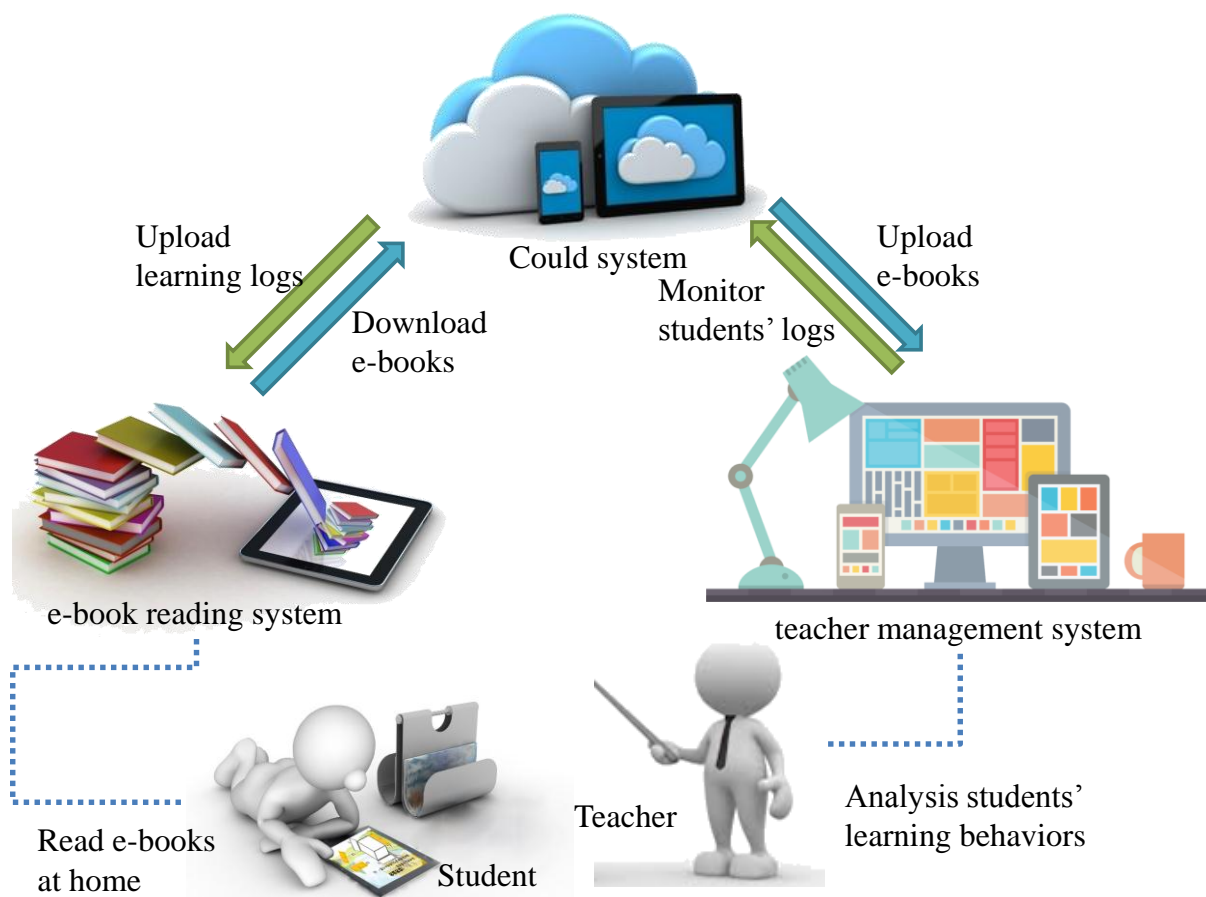 Upload
learning logs
Download
e-books
Could system
Monitor
students’ logs
Upload
e-books
e-book reading system
teacher management system
Read e-books
at home
Student
Teacher
Analysis students’
learning behaviors